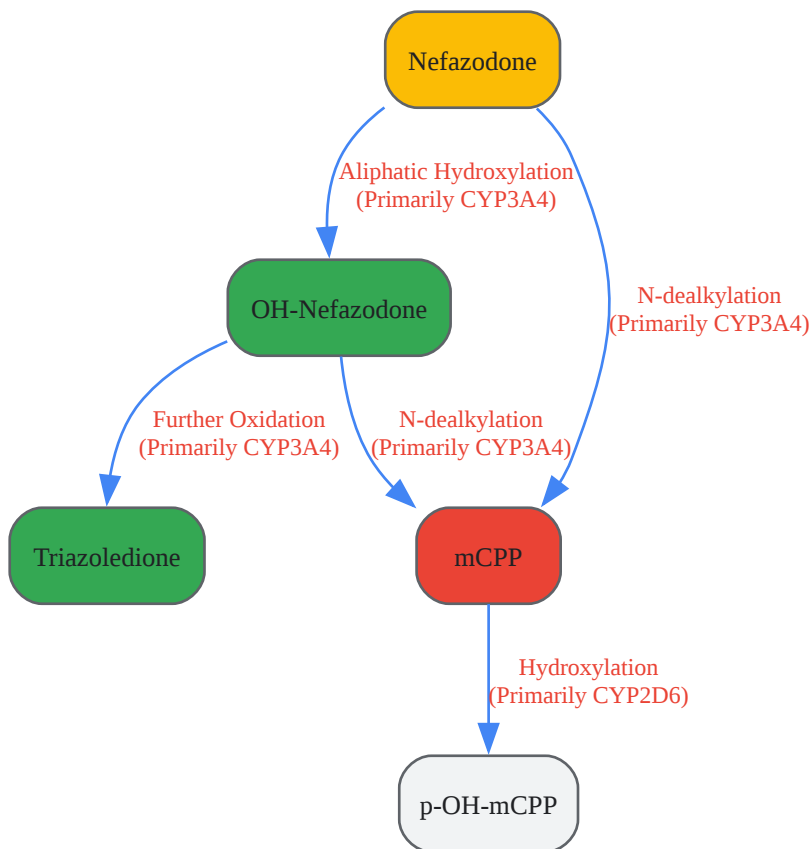 Nefazodone
Aliphatic Hydroxylation
(Primarily CYP3A4)
OH-Nefazodone
N-dealkylation
(Primarily CYP3A4)
Further Oxidation
(Primarily CYP3A4)
N-dealkylation
(Primarily CYP3A4)
Triazoledione
mCPP
Hydroxylation
(Primarily CYP2D6)
p-OH-mCPP